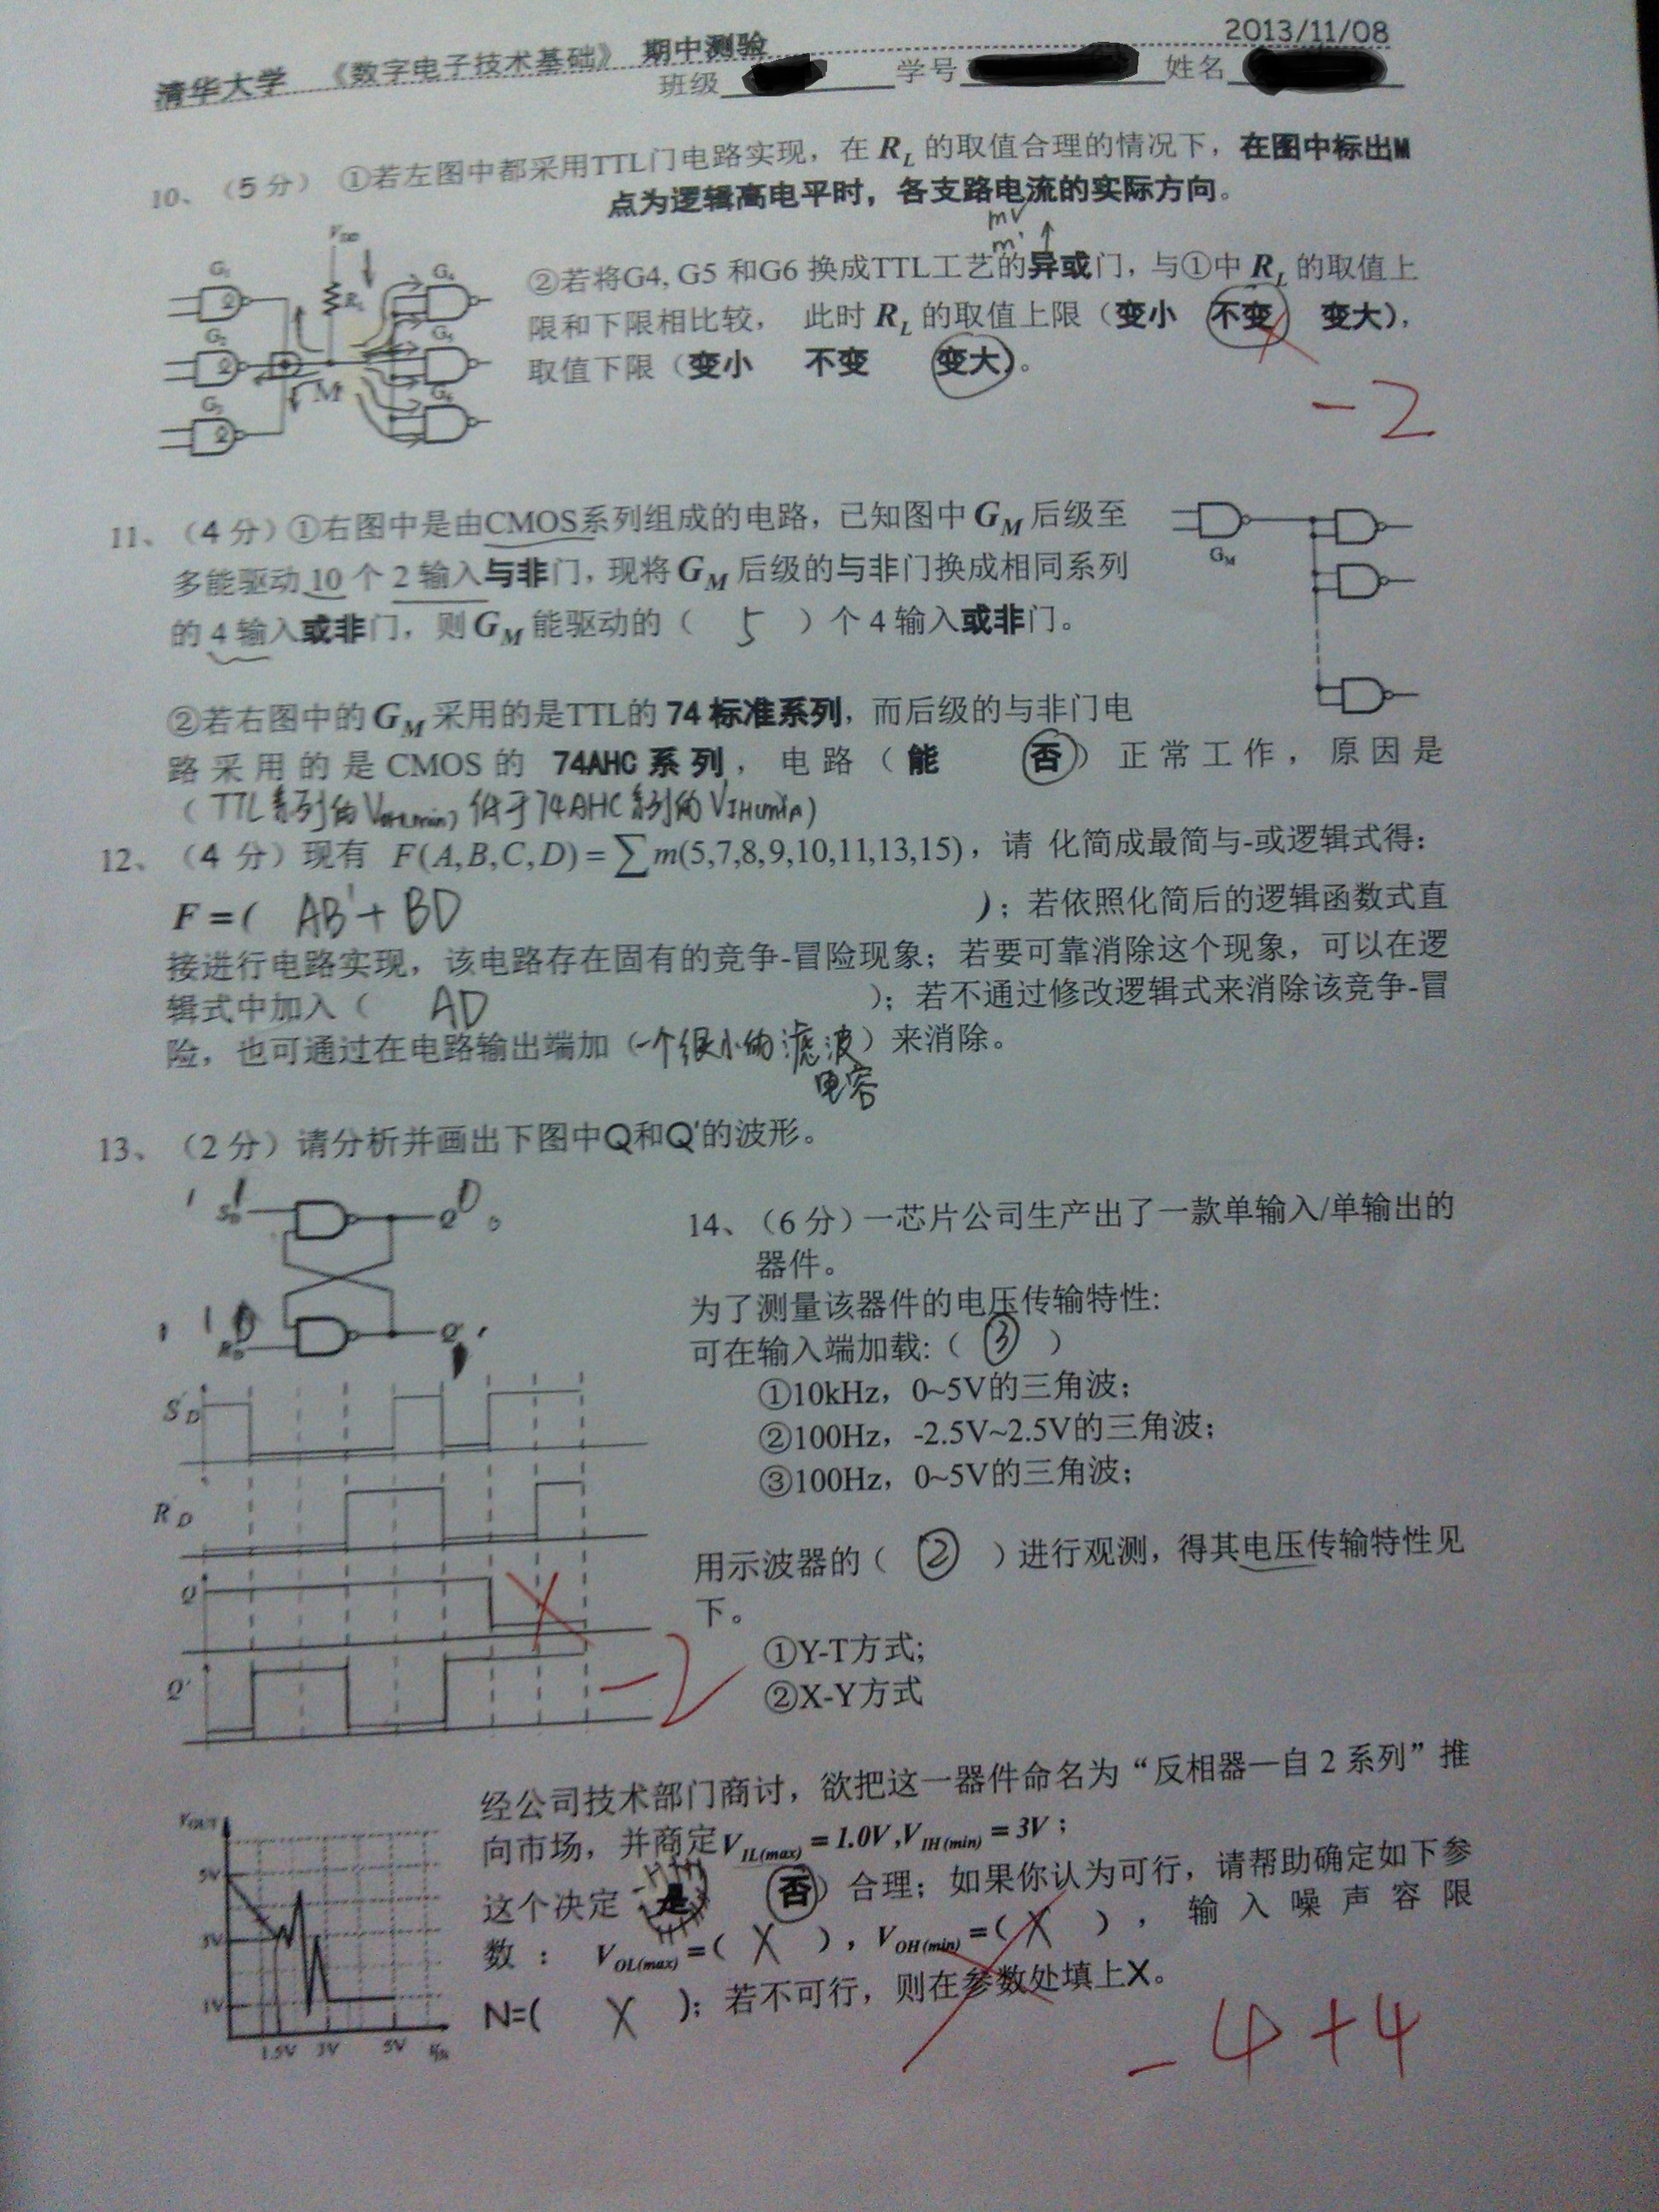 2013/11/08
清华大学 《数字电子技术基础》 期中测验
班级 学号 姓名
10、（5分） ①若左图中都采用TTL门电路实现，在 R_L 的取值合理的情况下，在图中标出M
点为逻辑高电平时，各支路电流的实际方向。
mV
②若将G4, G5 和G6 换成TTL工艺的异或门，与①中 R_L 的取值上
限和下限相比较， 此时 R_L 的取值上限（变小 不变 变大），
取值下限（变小 不变 变大）。
G1
G2
G3
R_L
M
G4
G5
G6
-2
11、（4 分）①右图中是由CMOS系列组成的电路，已知图中 G_M 后级至
多能驱动 10 个 2 输入与非门，现将 G_M 后级的与非门换成相同系列
的 4 输入或非门，则 G_M 能驱动的（ 5 ）个 4 输入或非门。
G_M
②若右图中的 G_M 采用的是TTL的 74 标准系列，而后级的与非门电
路采用的是 CMOS 的 74AHC 系列，电路（能 否）正常工作，原因是
（TTL系列的V 低于74AHC系列的V_IH(min)）
12、（4 分）现有 F(A,B,C,D)=∑m(5,7,8,9,10,11,13,15)，请 化简成最简与-或逻辑式得：
F =( AB'+BD )；若依照化简后的逻辑函数式直
接进行电路实现，该电路存在固有的竞争-冒险现象；若要可靠消除这个现象，可以在逻
辑式中加入（ AD ）；若不通过修改逻辑式来消除该竞争-冒
险，也可通过在电路输出端加（一个很小的滤波）来消除。
电容
13、（2 分）请分析并画出下图中Q和Q'的波形。
Q
Q'
S_D
R_D
Q
Q'
-2
14、（6 分）一芯片公司生产出了一款单输入/单输出的
器件。
为了测量该器件的电压传输特性:
可在输入端加载:（ ③ ）
①10kHz，0~5V的三角波；
②100Hz，-2.5V~2.5V的三角波；
③100Hz，0~5V的三角波；
用示波器的（ ② ）进行观测，得其电压传输特性见
下。
①Y-T方式;
②X-Y方式
经公司技术部门商讨，欲把这一器件命名为“反相器—自 2 系列”推
向市场，并商定V_IL(max) = 1.0V ,V_IH(min) = 3V；
这个决定（是 否）合理；如果你认为可行，请帮助确定如下参
数： V_OL(max)=( X )，V_OH(min)=( X )，输入噪声容限
N=( X )；若不可行，则在参数处填上X。
V_OUT
5V
3V
1V
1.5V 3V 5V V_IN
-4+4